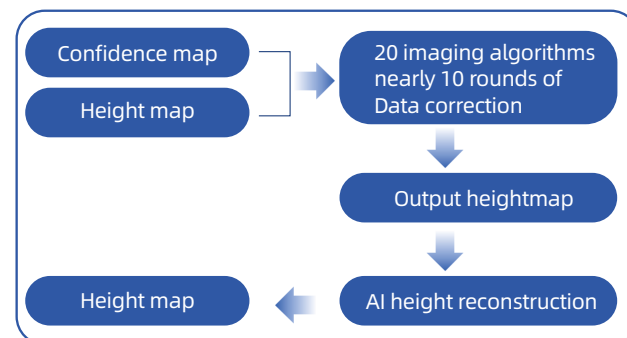 Confidence map
Height map
20 imaging algorithms
nearly 10 rounds of
Data correction
Output heightmap
AI height reconstruction
Height map